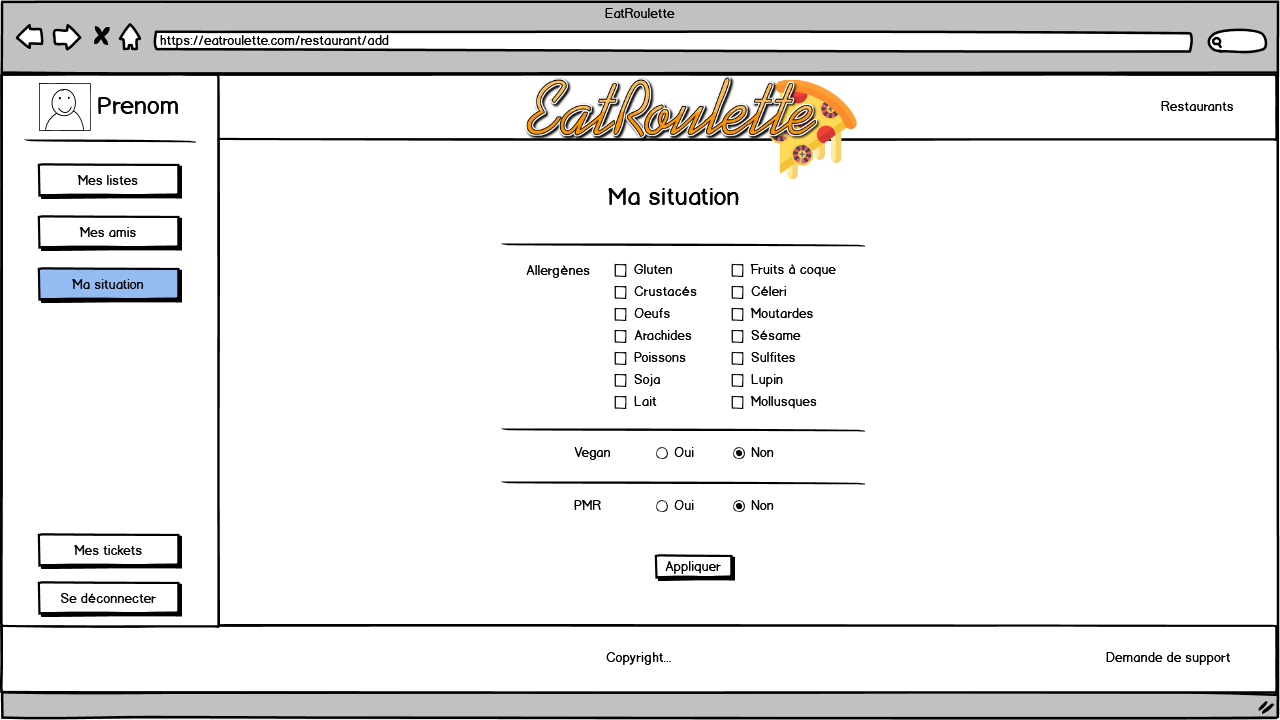 EatRoulette
https://eatroulette.com/restaurant/add
Prenom
EatRoulette
Restaurants
Mes listes
Mes amis
Ma situation
Mes tickets
Se déconnecter
Ma situation
Allergènes
Gluten
Fruits à coque
Crustacés
Céleri
Oeufs
Moutardes
Arachides
Sésame
Poissons
Sulfites
Soja
Lupin
Lait
Mollusques
Vegan Oui Non
PMR Oui Non
Appliquer
Copyright...
Demande de support